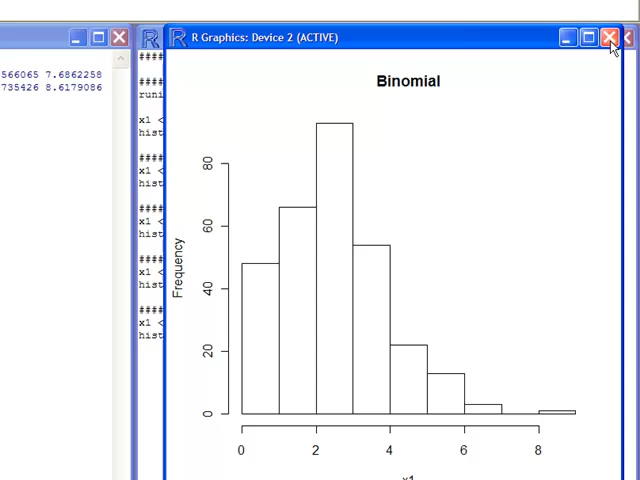 R Graphics: Device 2 (ACTIVE)
566065 7.6862258
735426 8.6179086
####
####
runi
x1 <
hist
####
x1 <
hist
####
x1 <
hist
####
x1 <
hist
####
x1 <
hist
Binomial
Frequency
80
60
40
20
0
0 2 4 6 8
x1